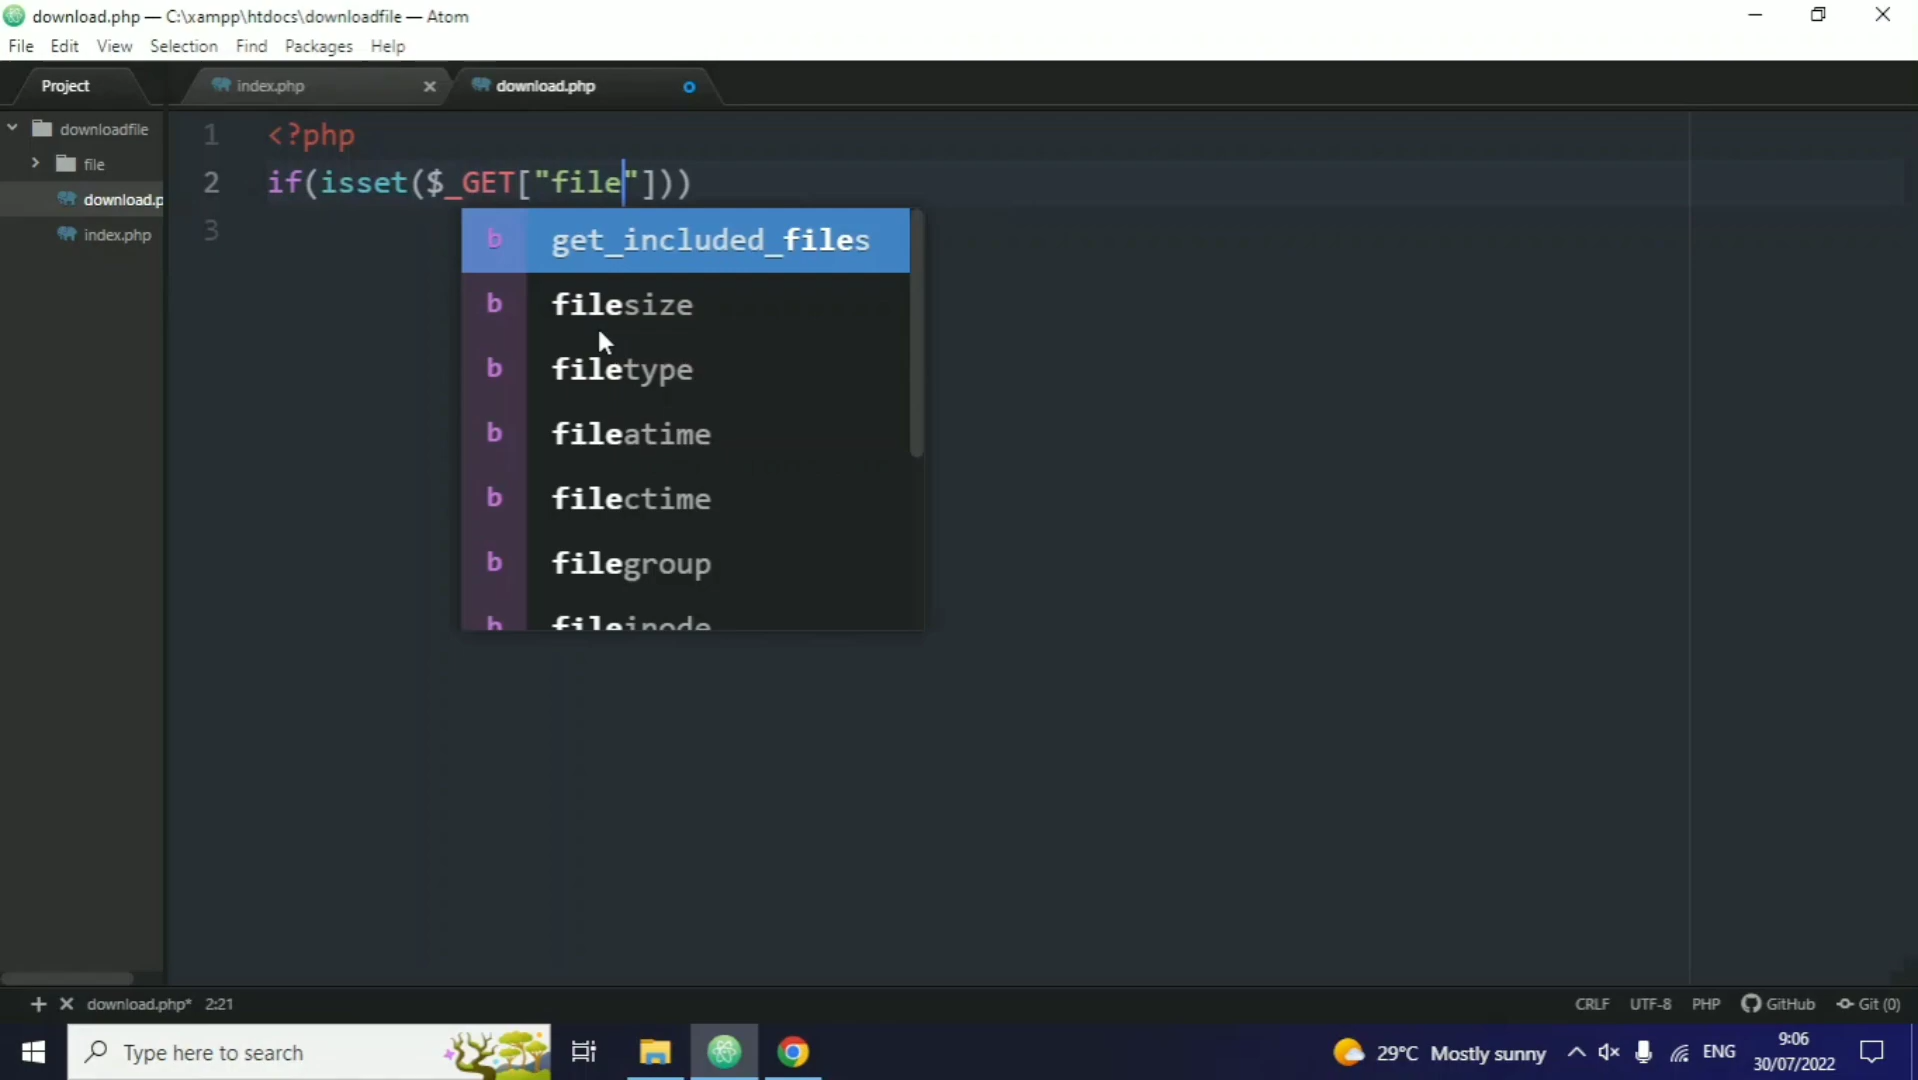 download.php — C:\xampp\htdocs\downloadfile — Atom
File Edit View Selection Find Packages Help
Project
index.php
download.php
downloadfile
file
download.p
index.php
1 <?php
2 if(isset($_GET["file"]))
3
b get_included_files
b filesize
b filetype
b fileatime
b filectime
b filegroup
b fileinode
download.php* 2:21
CRLF UTF-8 PHP GitHub Git (0)
Type here to search
29°C Mostly sunny
ENG
9:06
30/07/2022